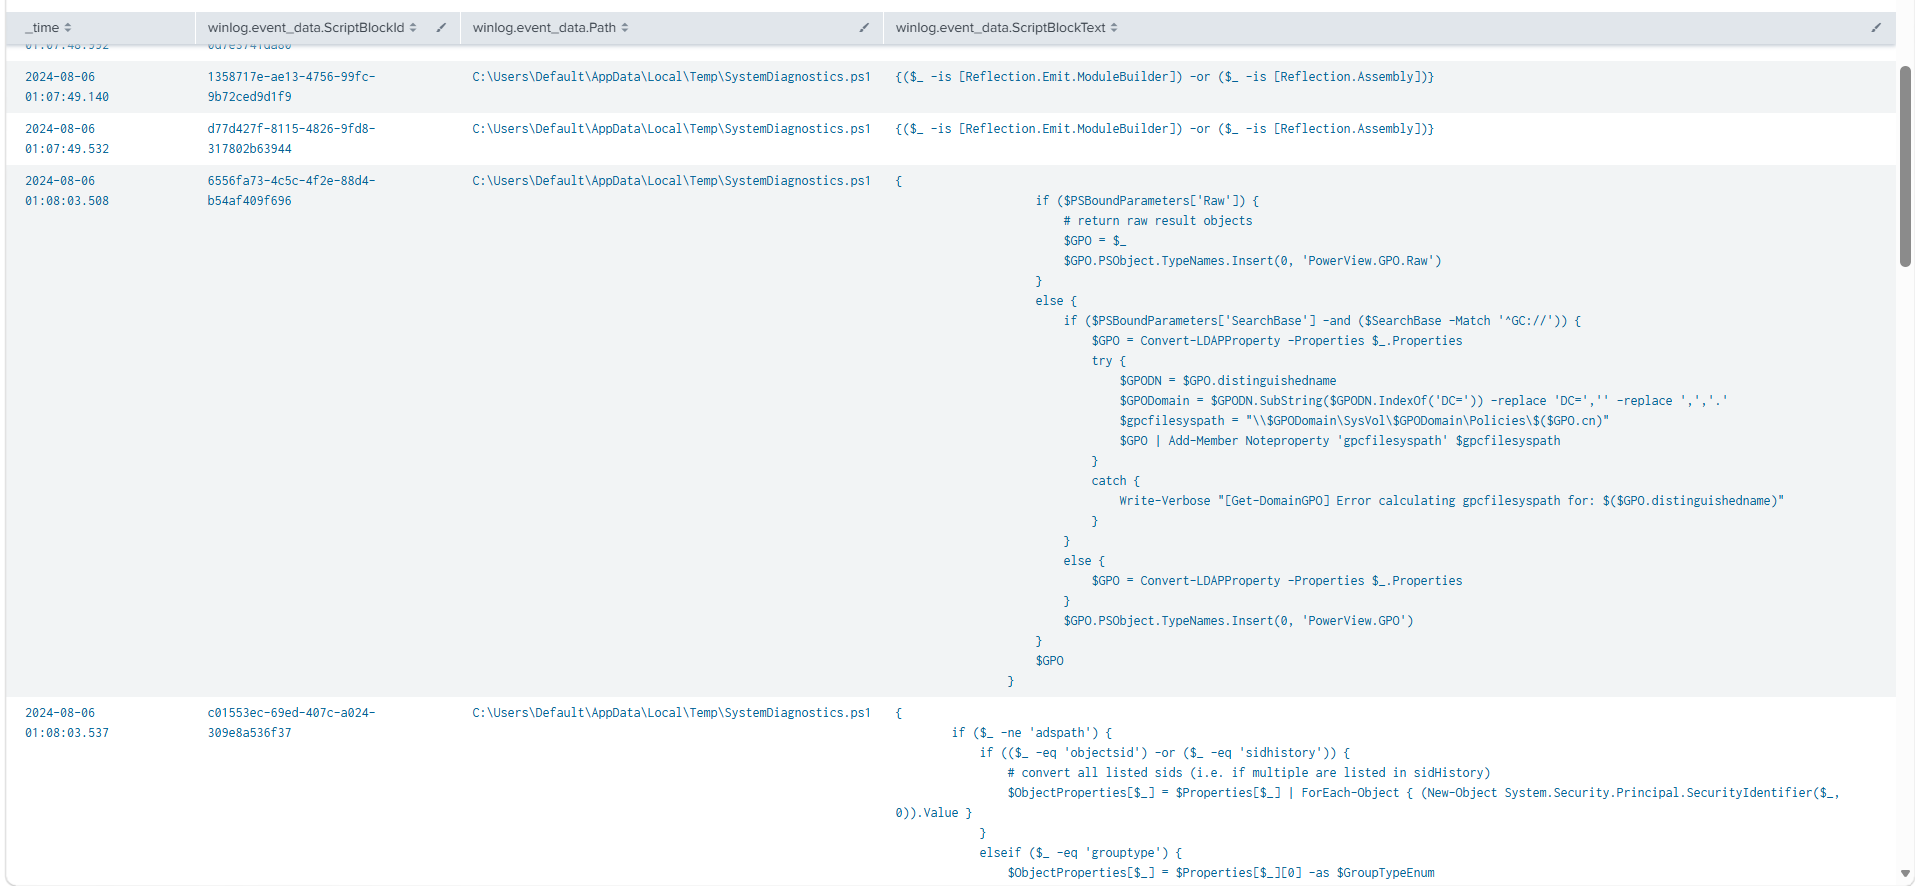 _time winlog.event_data.ScriptBlockId winlog.event_data.Path winlog.event_data.ScriptBlockText
2024-08-06 1358717e-ae13-4756-99fc- C:\Users\Default\AppData\Local\Temp\SystemDiagnostics.ps1 {($_ -is [Reflection.Emit.ModuleBuilder]) -or ($_ -is [Reflection.Assembly])}
01:07:49.140 9b72ced9d1f9
2024-08-06 d77d427f-8115-4826-9fd8- C:\Users\Default\AppData\Local\Temp\SystemDiagnostics.ps1 {($_ -is [Reflection.Emit.ModuleBuilder]) -or ($_ -is [Reflection.Assembly])}
01:07:49.532 317802b63944
2024-08-06 6556fa73-4c5c-4f2e-88d4- C:\Users\Default\AppData\Local\Temp\SystemDiagnostics.ps1 {
01:08:03.508 b54af409f696 if ($PSBoundParameters['Raw']) {
# return raw result objects
$GPO = $_
$GPO.PSObject.TypeNames.Insert(0, 'PowerView.GPO.Raw')
}
else {
if ($PSBoundParameters['SearchBase'] -and ($SearchBase -Match '^GC://')) {
$GPO = Convert-LDAPProperty -Properties $_.Properties
try {
$GPODN = $GPO.distinguishedname
$GPODomain = $GPODN.SubString($GPODN.IndexOf('DC=')) -replace 'DC=','' -replace ',','.'
$gpcfilesyspath = "\\$GPODomain\SysVol\$GPODomain\Policies\$($GPO.cn)"
$GPO | Add-Member Noteproperty 'gpcfilesyspath' $gpcfilesyspath
}
catch {
Write-Verbose "[Get-DomainGPO] Error calculating gpcfilesyspath for: $($GPO.distinguishedname)"
}
}
else {
$GPO = Convert-LDAPProperty -Properties $_.Properties
}
$GPO.PSObject.TypeNames.Insert(0, 'PowerView.GPO')
}
$GPO
}
2024-08-06 c01553ec-69ed-407c-a024- C:\Users\Default\AppData\Local\Temp\SystemDiagnostics.ps1 {
01:08:03.537 309e8a536f37 if ($_ -ne 'adspath') {
if (($_ -eq 'objectsid') -or ($_ -eq 'sidhistory')) {
# convert all listed sids (i.e. if multiple are listed in sidHistory)
$ObjectProperties[$_] = $Properties[$_] | ForEach-Object { (New-Object System.Security.Principal.SecurityIdentifier($_,
0)).Value }
}
elseif ($_ -eq 'grouptype') {
$ObjectProperties[$_] = $Properties[$_][0] -as $GroupTypeEnum